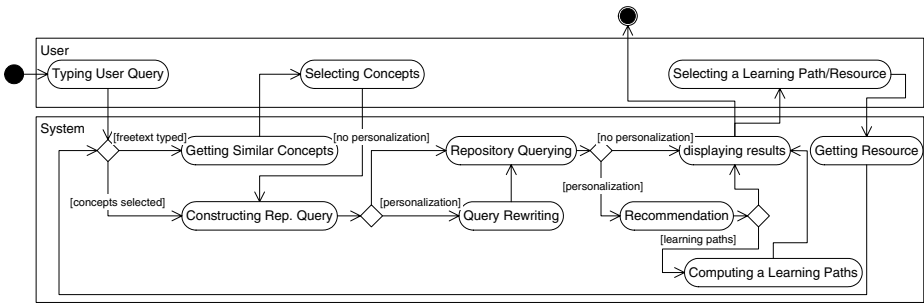 User
Typing User Query
Selecting Concepts
Selecting a Learning Path/Resource
System
[freetext typed]
[no personalization]
[no personalization]
Getting Similar Concepts
Repository Querying
displaying results
Getting Resource
[concepts selected]
[personalization]
[personalization]
Constructing Rep. Query
Query Rewriting
Recommendation
[learning paths]
Computing a Learning Paths